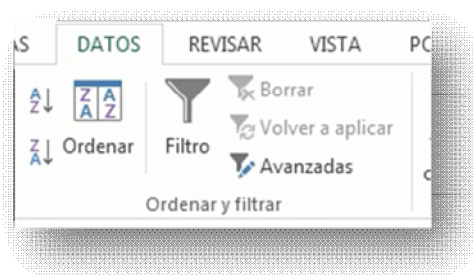 AS DATOS REVISAR VISTA
A Z
Z A A Z
Borrar
Z A
Ordenar
Filtro
Volver a aplicar
Avanzadas
Ordenar y filtrar